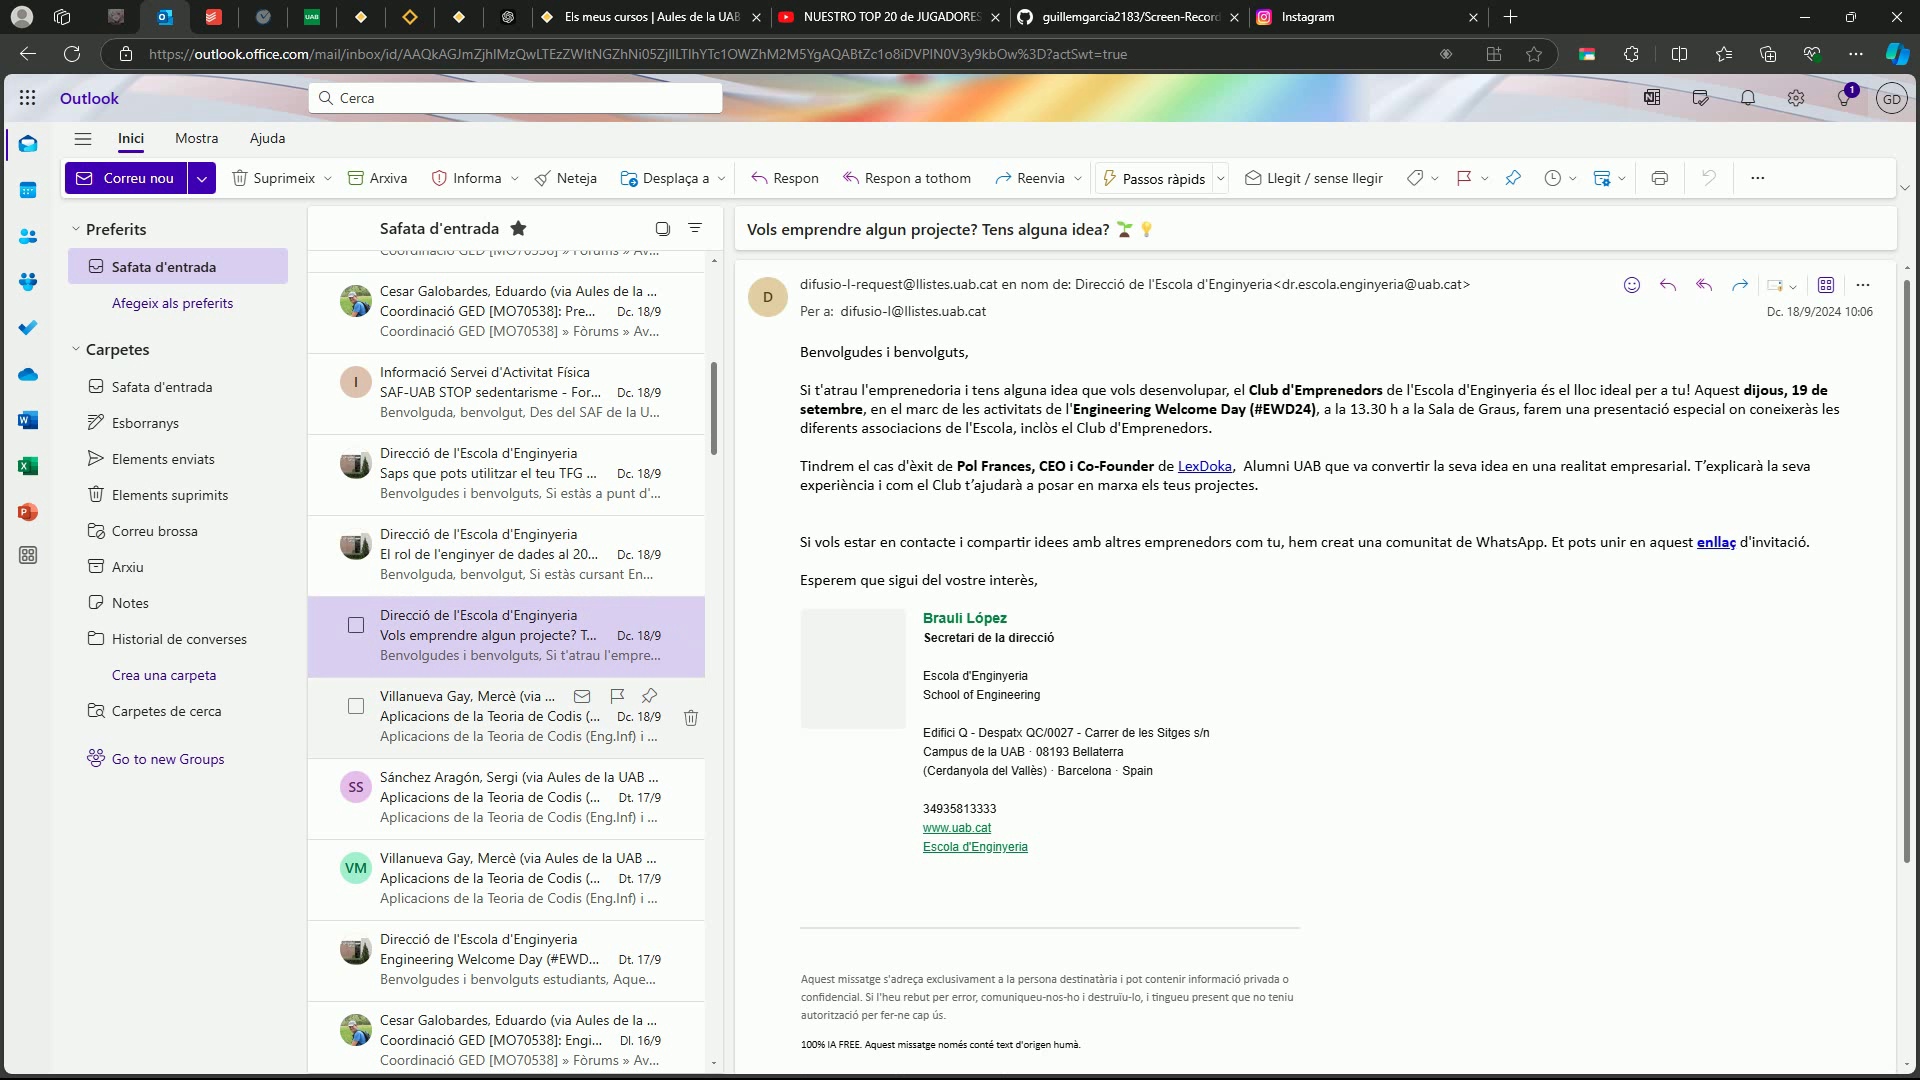 Els meus cursos | Aules de la UAB
NUESTRO TOP 20 de JUGADORES
guillemgarcia2183/Screen-Record
Instagram
https://outlook.office.com/mail/inbox/id/
Outlook
Cerca
1
GD
Inici
Mostra
Ajuda
Correu nou
Suprimeix
Arxiva
Informa
Neteja
Desplaça a
Respon
Respon a tothom
Reenvia
Passos ràpids
Llegit / sense llegir
Preferits
Safata d'entrada
Afegeix als preferits
Carpetes
Safata d'entrada
Esborranys
Elements enviats
Elements suprimits
Correu brossa
Arxiu
Notes
Historial de converses
Crea una carpeta
Carpetes de cerca
Go to new Groups
Safata d'entrada
Coordinació GED [MO70538] » Fòrums » Av...
Cesar Galobardes, Eduardo (via Aules de la ...
Coordinació GED [MO70538]: Pre... Dc. 18/9
Coordinació GED [MO70538] » Fòrums » Av...
I
Informació Servei d'Activitat Física
SAF-UAB STOP sedentarisme - For... Dc. 18/9
Benvolguda, benvolgut, Des del SAF de la U...
Direcció de l'Escola d'Enginyeria
Saps que pots utilitzar el teu TFG ... Dc. 18/9
Benvolgudes i benvolguts, Si estàs a punt d'...
Direcció de l'Escola d'Enginyeria
El rol de l'enginyer de dades al 20... Dc. 18/9
Benvolguda, benvolgut, Si estàs cursant En...
Direcció de l'Escola d'Enginyeria
Vols emprendre algun projecte? T... Dc. 18/9
Benvolgudes i benvolguts, Si t'atrau l'empre...
Villanueva Gay, Mercè (via ...
Aplicacions de la Teoria de Codis (... Dc. 18/9
Aplicacions de la Teoria de Codis (Eng.Inf) i ...
SS
Sánchez Aragón, Sergi (via Aules de la UAB ...
Aplicacions de la Teoria de Codis (... Dt. 17/9
Aplicacions de la Teoria de Codis (Eng.Inf) i ...
VM
Villanueva Gay, Mercè (via Aules de la UAB ...
Aplicacions de la Teoria de Codis (... Dt. 17/9
Aplicacions de la Teoria de Codis (Eng.Inf) i ...
Direcció de l'Escola d'Enginyeria
Engineering Welcome Day (#EWD... Dt. 17/9
Benvolgudes i benvolguts estudiants, Aque...
Cesar Galobardes, Eduardo (via Aules de la ...
Coordinació GED [MO70538]: Engi... Dl. 16/9
Coordinació GED [MO70538] » Fòrums » Av...
Vols emprendre algun projecte? Tens alguna idea? 🌱💡
D
difusio-l-request@llistes.uab.cat en nom de: Direcció de l'Escola d'Enginyeria<dr.escola.enginyeria@uab.cat>
Per a: difusio-l@llistes.uab.cat
Dc. 18/9/2024 10:06
Benvolgudes i benvolguts,
Si t'atrau l'emprenedoria i tens alguna idea que vols desenvolupar, el Club d'Emprenedors de l'Escola d'Enginyeria és el lloc ideal per a tu! Aquest dijous, 19 de
setembre, en el marc de les activitats de l'Engineering Welcome Day (#EWD24), a la 13.30 h a la Sala de Graus, farem una presentació especial on coneixeràs les
diferents associacions de l'Escola, inclòs el Club d'Emprenedors.
Tindrem el cas d'èxit de Pol Frances, CEO i Co-Founder de LexDoka, Alumni UAB que va convertir la seva idea en una realitat empresarial. T'explicarà la seva
experiència i com el Club t'ajudarà a posar en marxa els teus projectes.
Si vols estar en contacte i compartir idees amb altres emprenedors com tu, hem creat una comunitat de WhatsApp. Et pots unir en aquest enllaç d'invitació.
Esperem que sigui del vostre interès,
Brauli López
Secretari de la direcció
Escola d'Enginyeria
School of Engineering
Edifici Q - Despatx QC/0027 - Carrer de les Sitges s/n
Campus de la UAB · 08193 Bellaterra
(Cerdanyola del Vallès) · Barcelona · Spain
34935813333
www.uab.cat
Escola d'Enginyeria
Aquest missatge s'adreça exclusivament a la persona destinatària i pot contenir informació privada o
confidencial. Si l'heu rebut per error, comuniqueu-nos-ho i destruïu-lo, i tingueu present que no teniu
autorització per fer-ne cap ús.
100% IA FREE. Aquest missatge només conté text d'origen humà.